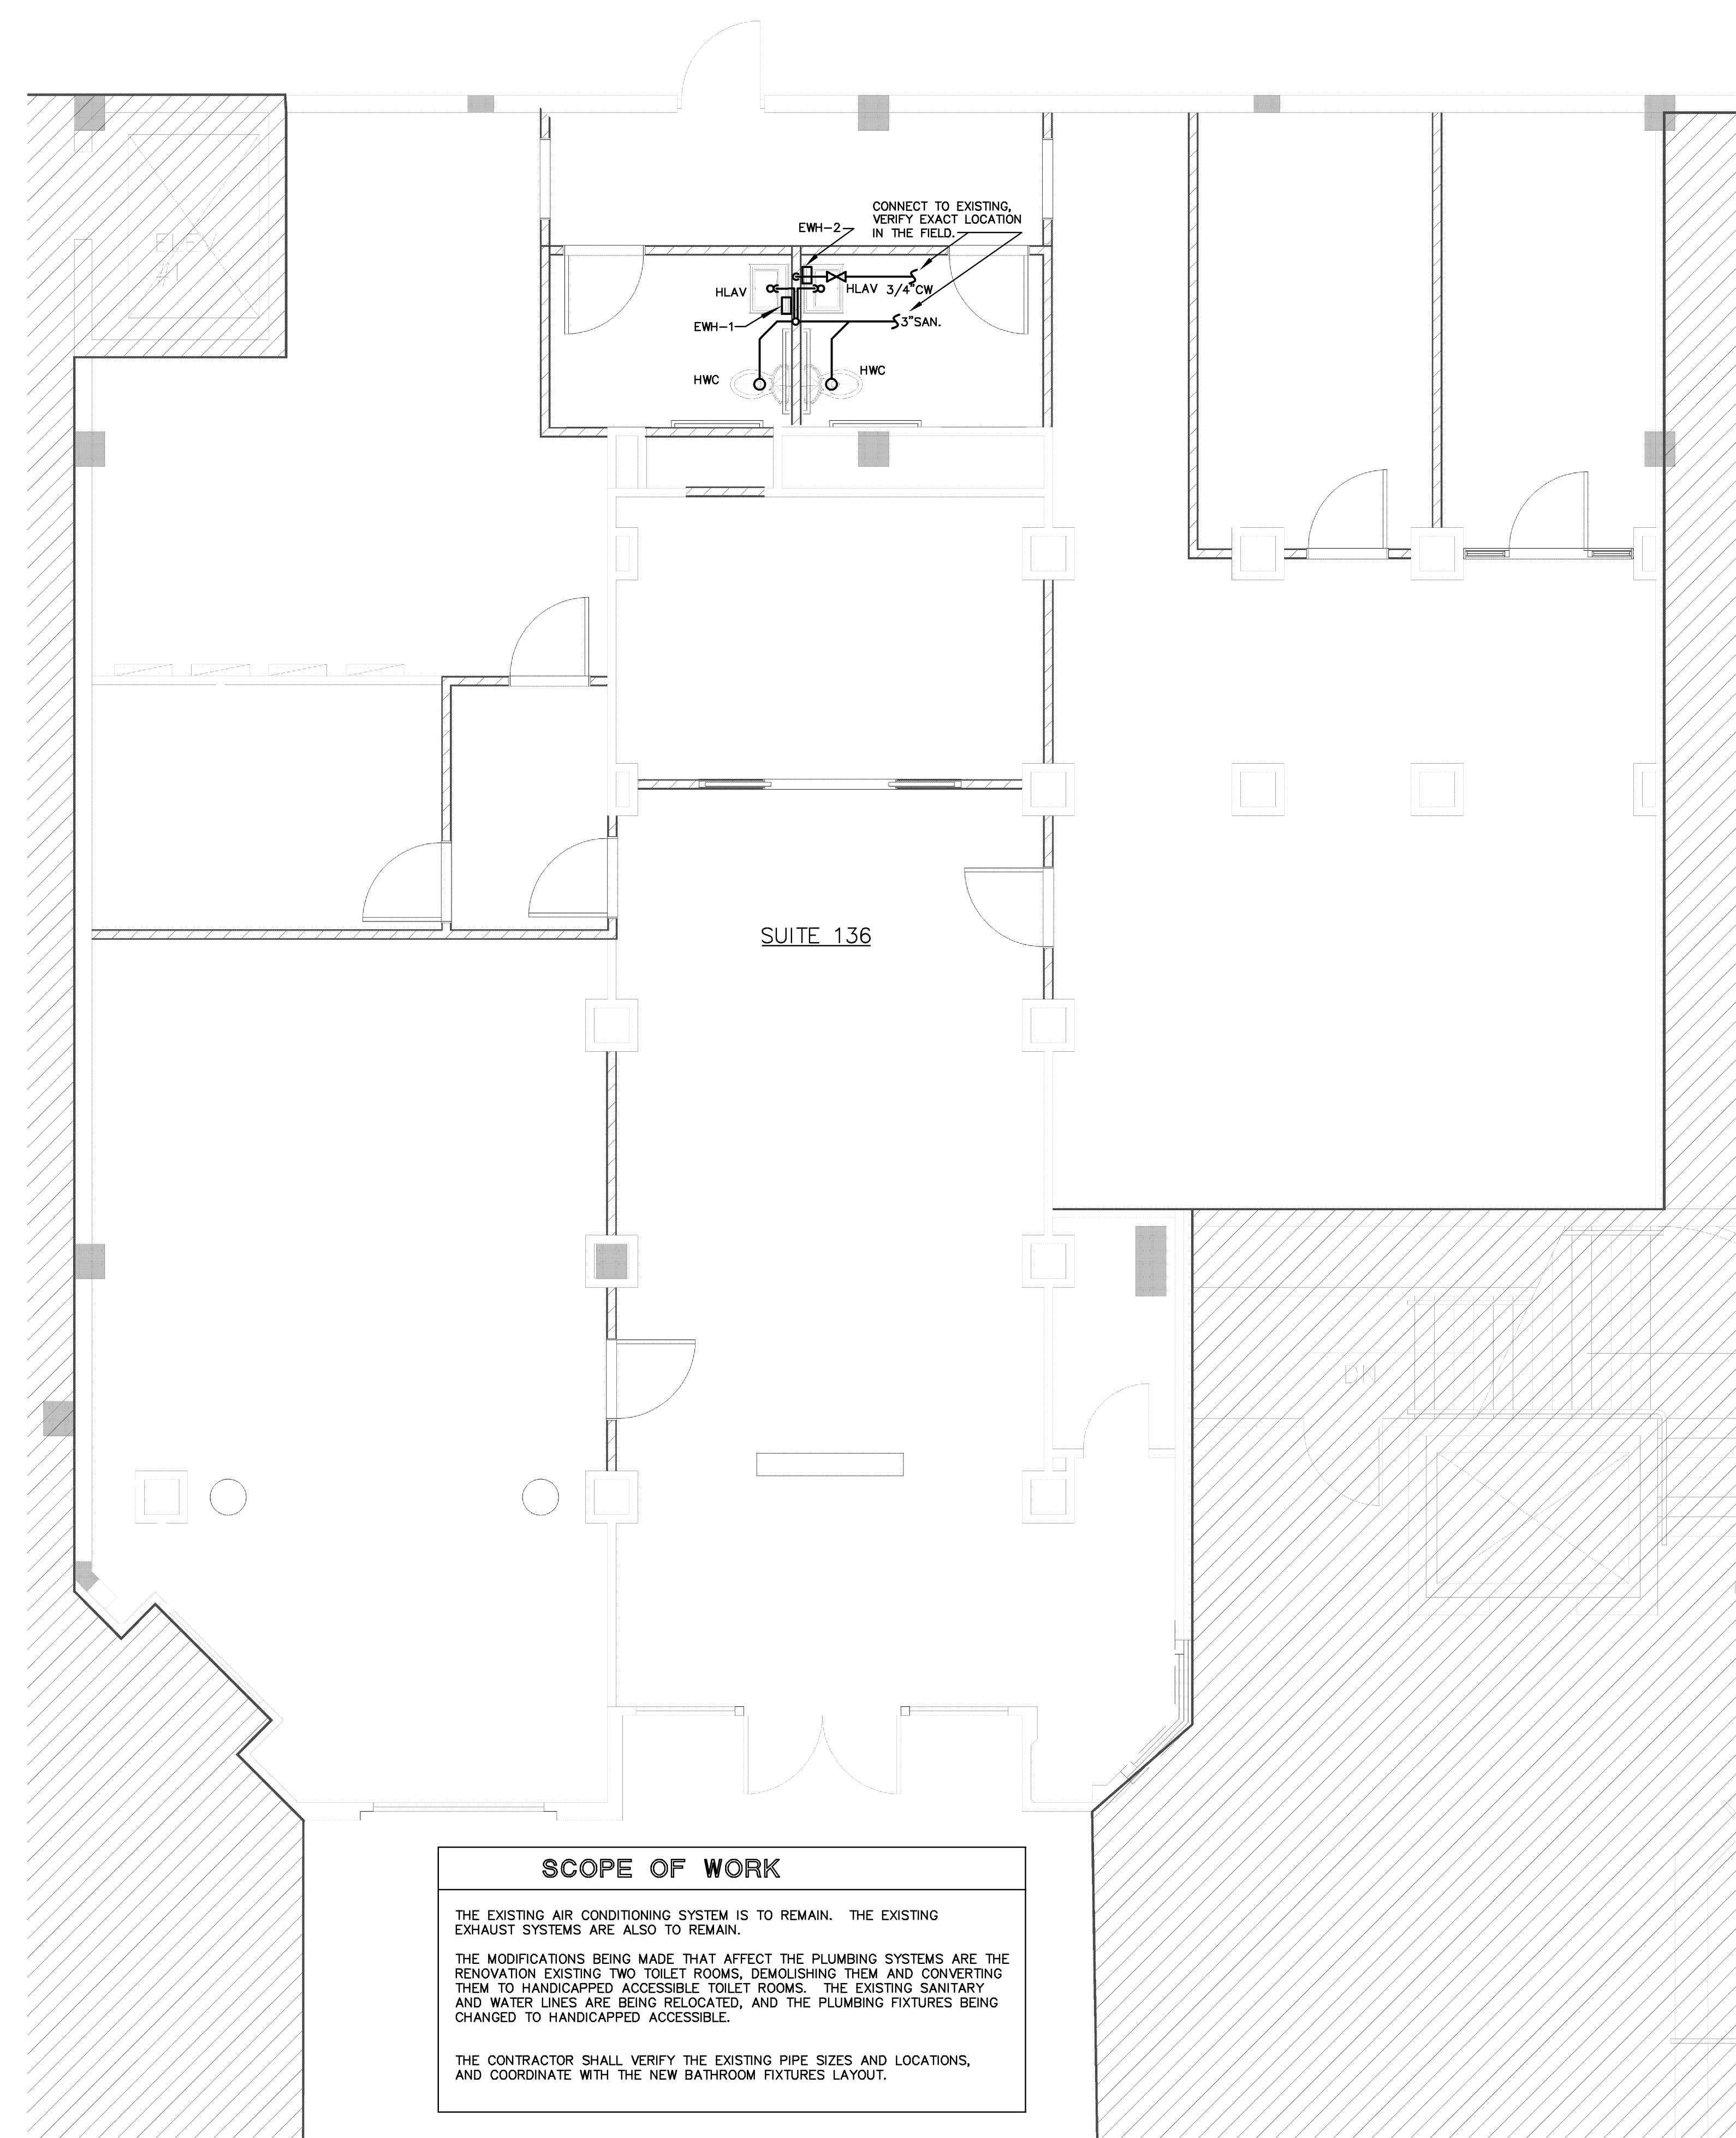 CONNECT TO EXISTING,
VERIFY EXACT LOCATION
IN THE FIELD.
EWH-2
HLAV
HLAV
3/4"CW
EWH-1
3"SAN.
HWC
HWC
ELEV
#1
SUITE 136
DN
SCOPE OF WORK
THE EXISTING AIR CONDITIONING SYSTEM IS TO REMAIN. THE EXISTING
EXHAUST SYSTEMS ARE ALSO TO REMAIN.
THE MODIFICATIONS BEING MADE THAT AFFECT THE PLUMBING SYSTEMS ARE THE
RENOVATION EXISTING TWO TOILET ROOMS, DEMOLISHING THEM AND CONVERTING
THEM TO HANDICAPPED ACCESSIBLE TOILET ROOMS. THE EXISTING SANITARY
AND WATER LINES ARE BEING RELOCATED, AND THE PLUMBING FIXTURES BEING
CHANGED TO HANDICAPPED ACCESSIBLE.
THE CONTRACTOR SHALL VERIFY THE EXISTING PIPE SIZES AND LOCATIONS,
AND COORDINATE WITH THE NEW BATHROOM FIXTURES LAYOUT.